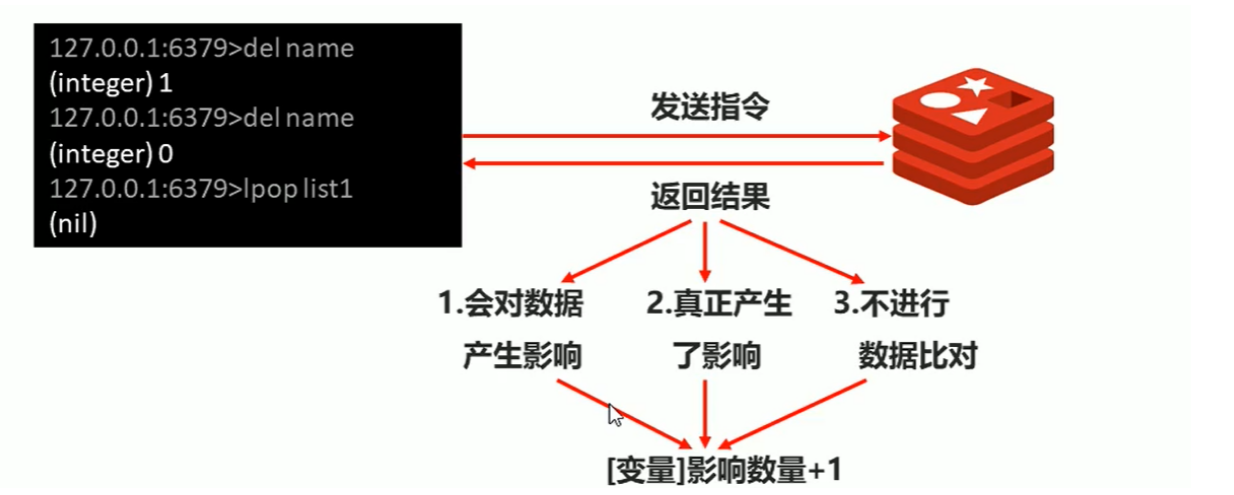 127.0.0.1:6379>del name
(integer) 1
127.0.0.1:6379>del name
(integer) 0
127.0.0.1:6379>lpop list1
(nil)
发送指令
返回结果
1.会对数据
产生影响
2.真正产生
了影响
3.不进行
数据比对
[变量]影响数量+1